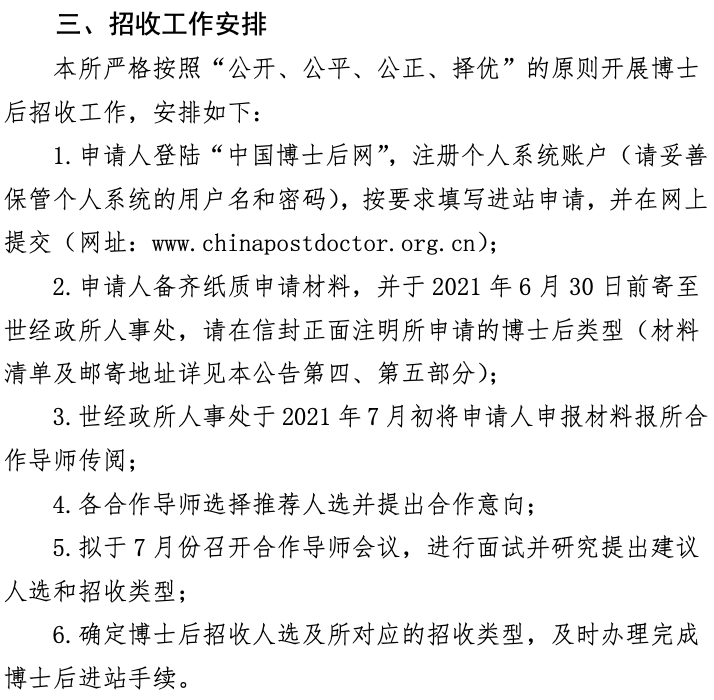 三、招收工作安排
本所严格按照“公开、公平、公正、择优”的原则开展博士
后招收工作，安排如下：
1.申请人登陆“中国博士后网”，注册个人系统账户（请妥善
保管个人系统的用户名和密码），按要求填写进站申请，并在网上
提交（网址：www.chinapostdoctor.org.cn）；
2.申请人备齐纸质申请材料，并于 2021 年 6 月 30 日前寄至
世经政所人事处，请在信封正面注明所申请的博士后类型（材料
清单及邮寄地址详见本公告第四、第五部分）；
3.世经政所人事处于 2021 年 7 月初将申请人申报材料报所合
作导师传阅；
4.各合作导师选择推荐人选并提出合作意向；
5.拟于 7 月份召开合作导师会议，进行面试并研究提出建议
人选和招收类型；
6.确定博士后招收人选及所对应的招收类型，及时办理完成
博士后进站手续。